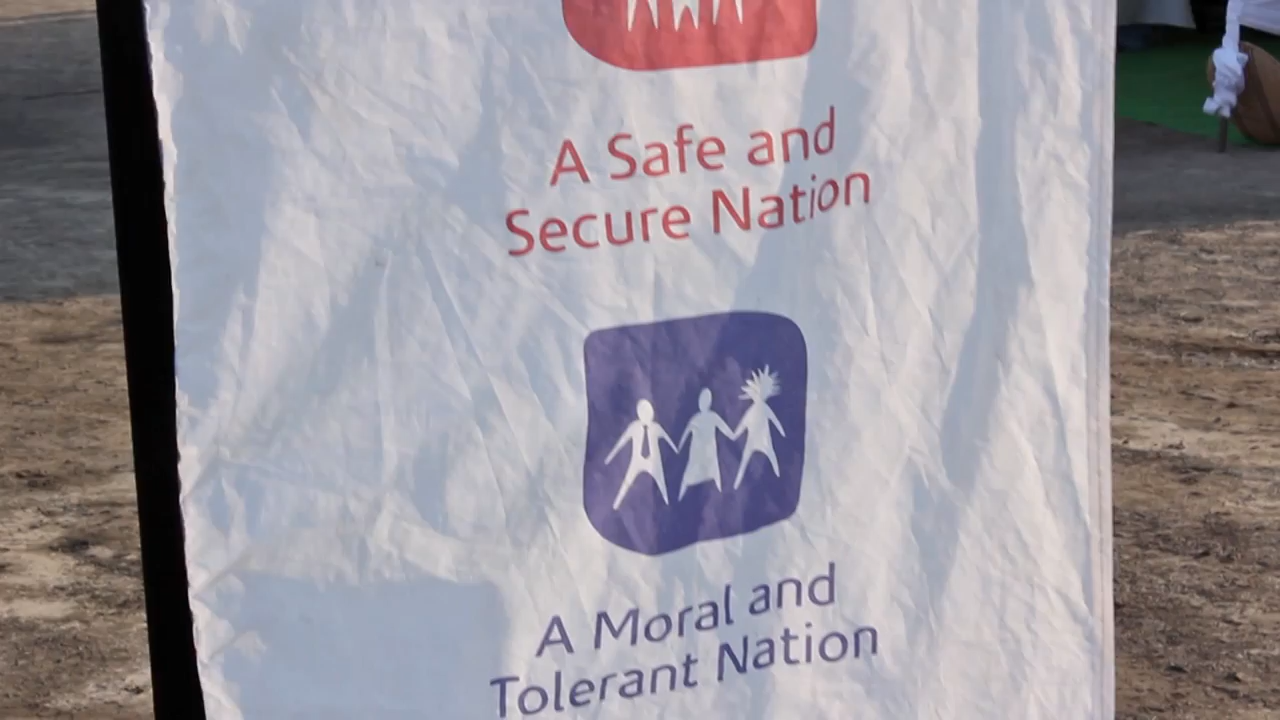 A Safe and
Secure Nation
A Moral and
Tolerant Nation